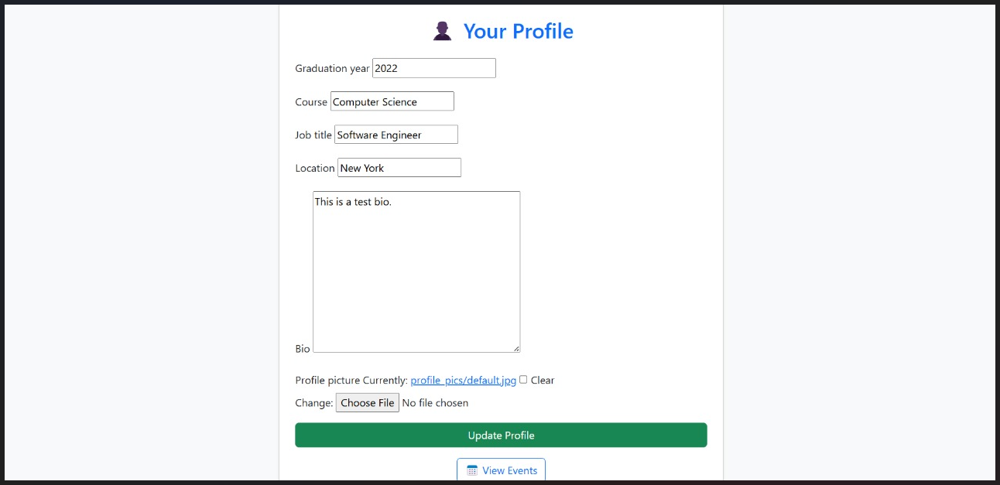 Your Profile
Graduation year 2022
Course Computer Science
Job title Software Engineer
Location New York
This is a test bio.
Bio
Profile picture Currently: profile_pics/default.jpg Clear
Change: Choose File No file chosen
Update Profile
View Events